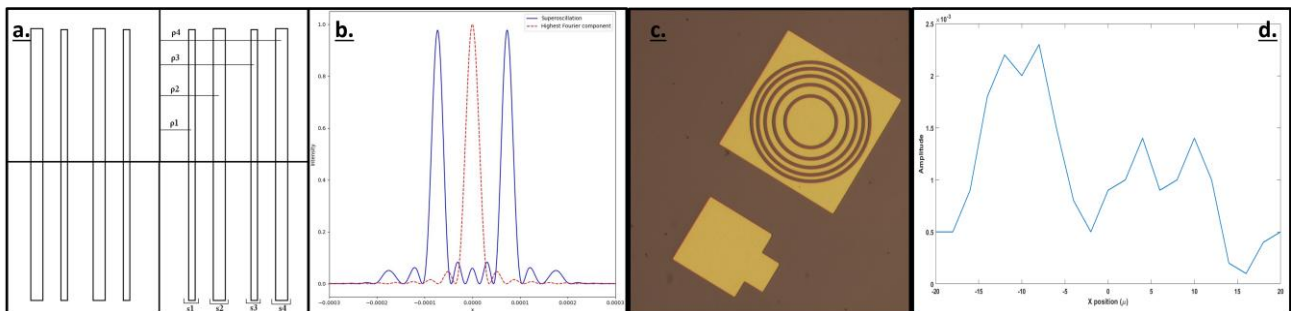 a.
ρ4
ρ3
ρ2
ρ1
s1 s2 s3 s4
b.
Superoscillation
Highest Fourier component
Intensity
1.0
0.8
0.6
0.4
0.2
0.0
−0.0003 −0.0002 −0.0001 0.0000 0.0001 0.0002 0.0003
x
c.
d.
×10⁻³
Amplitude
2.5
2
1.5
1
0.5
0
-20 -15 -10 -5 0 5 10 15 20
X position (μ)